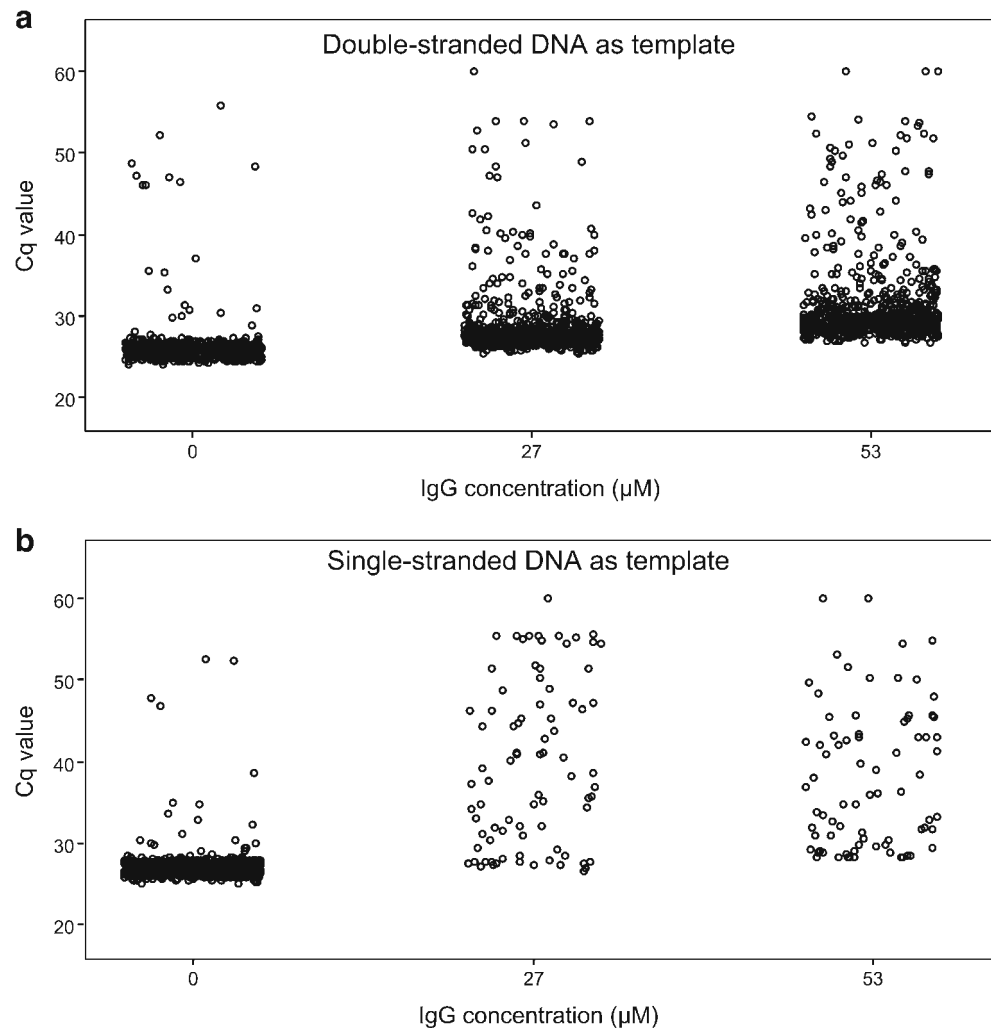 a
Double-stranded DNA as template
60
50
40
30
20
Cq value
0 27 53
IgG concentration (µM)
b
Single-stranded DNA as template
60
50
40
30
20
Cq value
0 27 53
IgG concentration (µM)